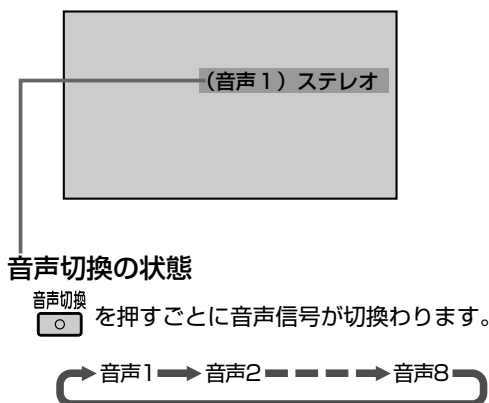 （音声１）ステレオ
音声切換の状態
音声切換
を押すごとに音声信号が切換わります。
音声1 音声2 音声8